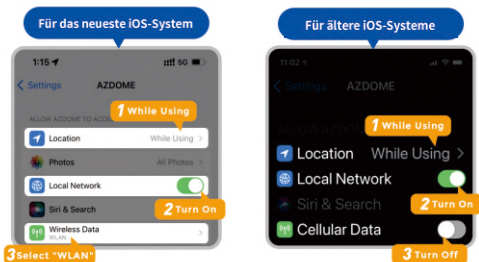 Für das neueste iOS-System
1:15 5G
Settings AZDOME
ALLOW AZDOME TO ACCE
1 While Using
Location While Using
Photos All Photos
Local Network
Siri & Search
2 Turn On
Wireless Data
WLAN
3 Select "WLAN"
Für ältere iOS-Systeme
11:02
Settings AZDOME
ALLOW AZDO
1 While Using
Location While Using
Local Network
Siri & Search
2 Turn On
Cellular Data
3 Turn Off